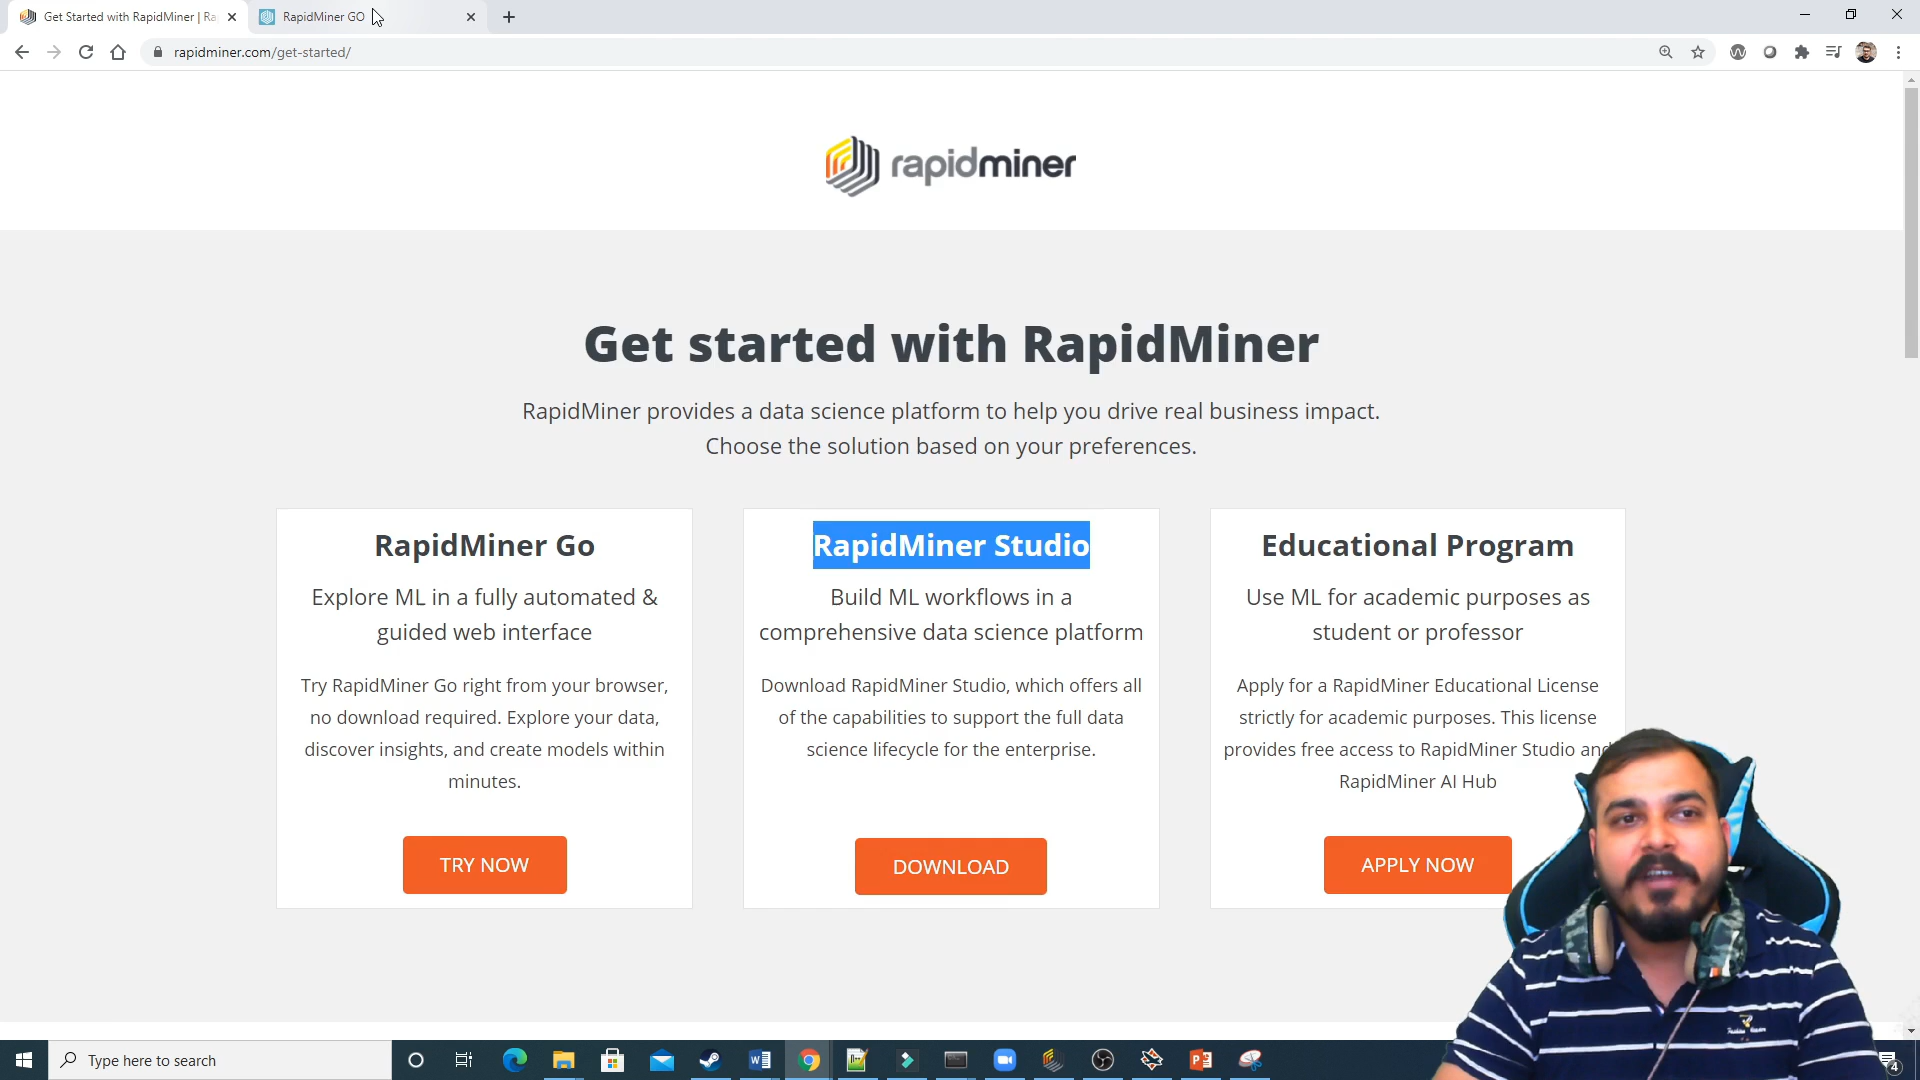 Get Started with RapidMiner | Ra
RapidMiner GO
rapidminer.com/get-started/
rapidminer
Get started with RapidMiner
RapidMiner provides a data science platform to help you drive real business impact.
Choose the solution based on your preferences.
RapidMiner Go
Explore ML in a fully automated &
guided web interface
Try RapidMiner Go right from your browser,
no download required. Explore your data,
discover insights, and create models within
minutes.
TRY NOW
RapidMiner Studio
Build ML workflows in a
comprehensive data science platform
Download RapidMiner Studio, which offers all
of the capabilities to support the full data
science lifecycle for the enterprise.
DOWNLOAD
Educational Program
Use ML for academic purposes as
student or professor
Apply for a RapidMiner Educational License
strictly for academic purposes. This license
provides free access to RapidMiner Studio and
RapidMiner AI Hub
APPLY NOW
Type here to search
4